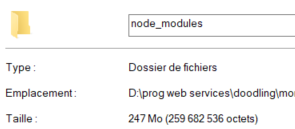 node_modules
Type : Dossier de fichiers
Emplacement : D:\prog web services\doodling\mo
Taille : 247 Mo (259 682 536 octets)